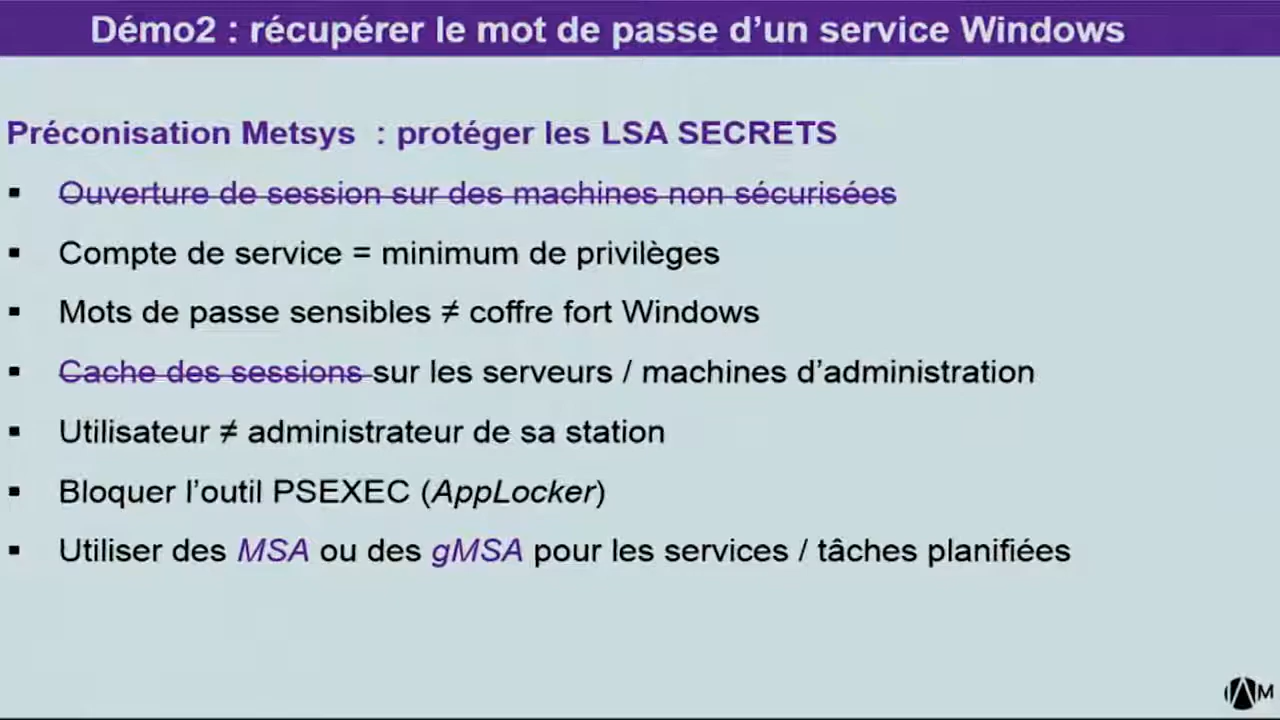 Démo2 : récupérer le mot de passe d’un service Windows
Préconisation Metsys : protéger les LSA SECRETS
Ouverture de session sur des machines non sécurisées
Compte de service = minimum de privilèges
Mots de passe sensibles ≠ coffre fort Windows
Cache des sessions sur les serveurs / machines d’administration
Utilisateur ≠ administrateur de sa station
Bloquer l’outil PSEXEC (AppLocker)
Utiliser des MSA ou des gMSA pour les services / tâches planifiées
M